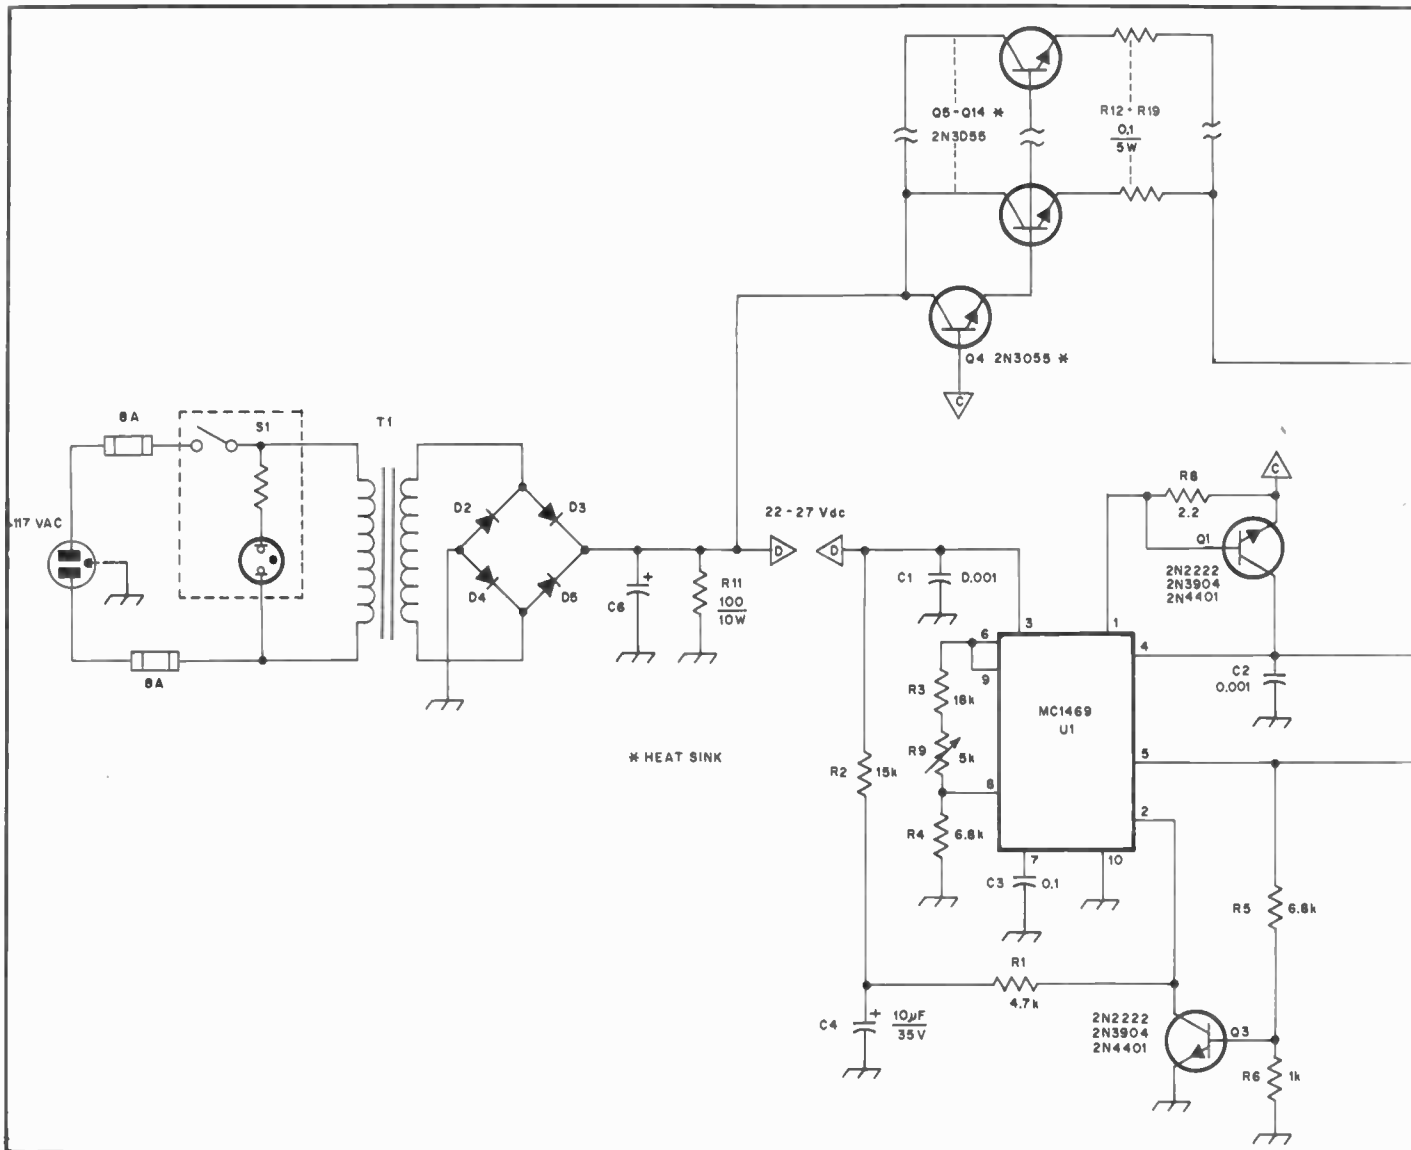 Q5-Q14 *
2N3D55
R12 - R19
0.1
5W
Q4 2N3055 *
C
8A
S1
T1
117 VAC
D2
D3
D4
D5
22-27 Vdc
D
D
C6
+
R11
100
10W
8A
* HEAT SINK
C1
D.001
C
R8
2.2
Q1
2N2222
2N3904
2N4401
3
1
6
9
4
C2
0.001
R3
18k
MC1469
U1
R9
5k
5
R2
15k
8
2
R4
6.8k
7
10
C3
0.1
R5
6.8k
R1
4.7k
C4
+
10µF
35V
2N2222
2N3904
2N4401
Q3
R6
1k